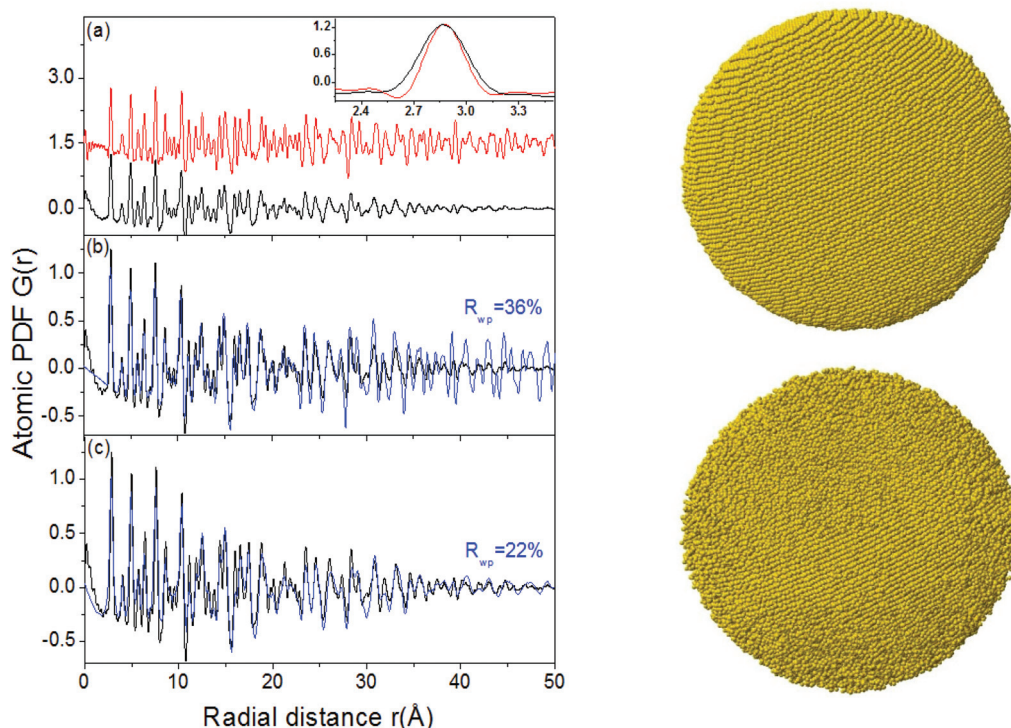 (a)
3.0
1.5
0.0
1.2
0.6
0.0
2.4
2.7
3.0
3.3
Atomic PDF G(r)
(b)
1.0
0.5
0.0
-0.5
R_wp=36%
(c)
1.0
0.5
0.0
-0.5
R_wp=22%
0 10 20 30 40 50
Radial distance r(Å)